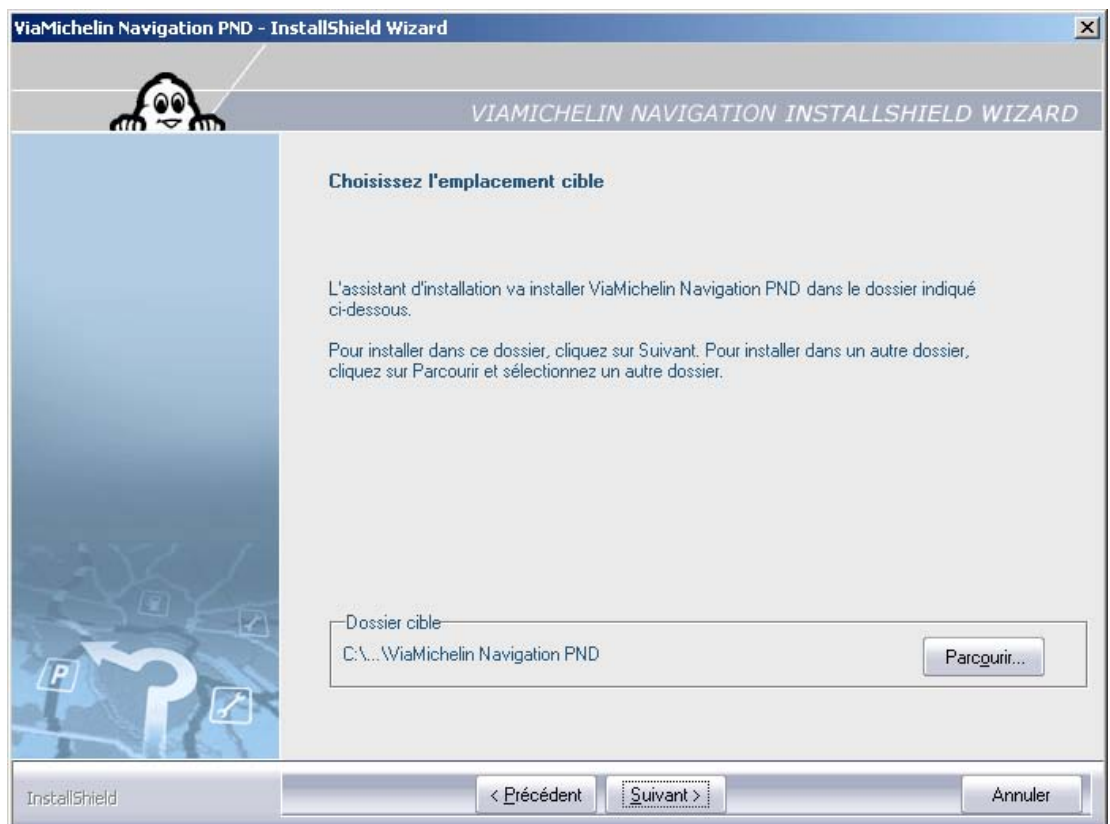 ViaMichelin Navigation PND - InstallShield Wizard
VIAMICHELIN NAVIGATION INSTALLSHIELD WIZARD
Choisissez l'emplacement cible
L'assistant d'installation va installer ViaMichelin Navigation PND dans le dossier indiqué
ci-dessous.
Pour installer dans ce dossier, cliquez sur Suivant. Pour installer dans un autre dossier,
cliquez sur Parcourir et sélectionnez un autre dossier.
Dossier cible
C:\...\ViaMichelin Navigation PND
Parcourir...
P
InstallShield
< Précédent
Suivant >
Annuler